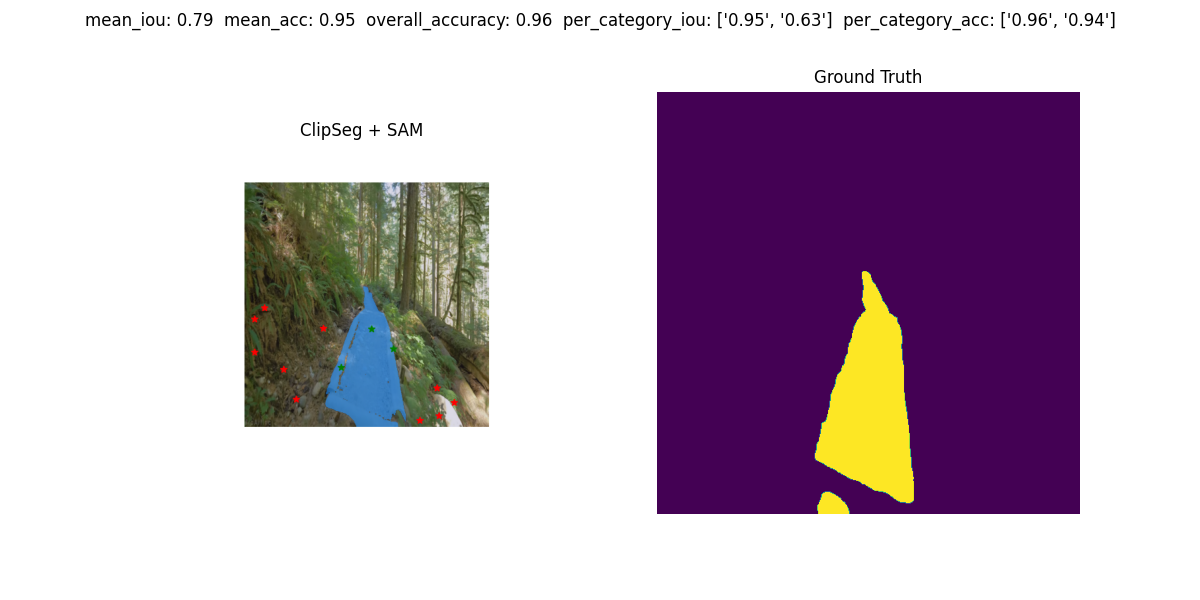 mean_iou: 0.79  mean_acc: 0.95  overall_accuracy: 0.96  per_category_iou: ['0.95', '0.63']  per_category_acc: ['0.96', '0.94']
Ground Truth
ClipSeg + SAM